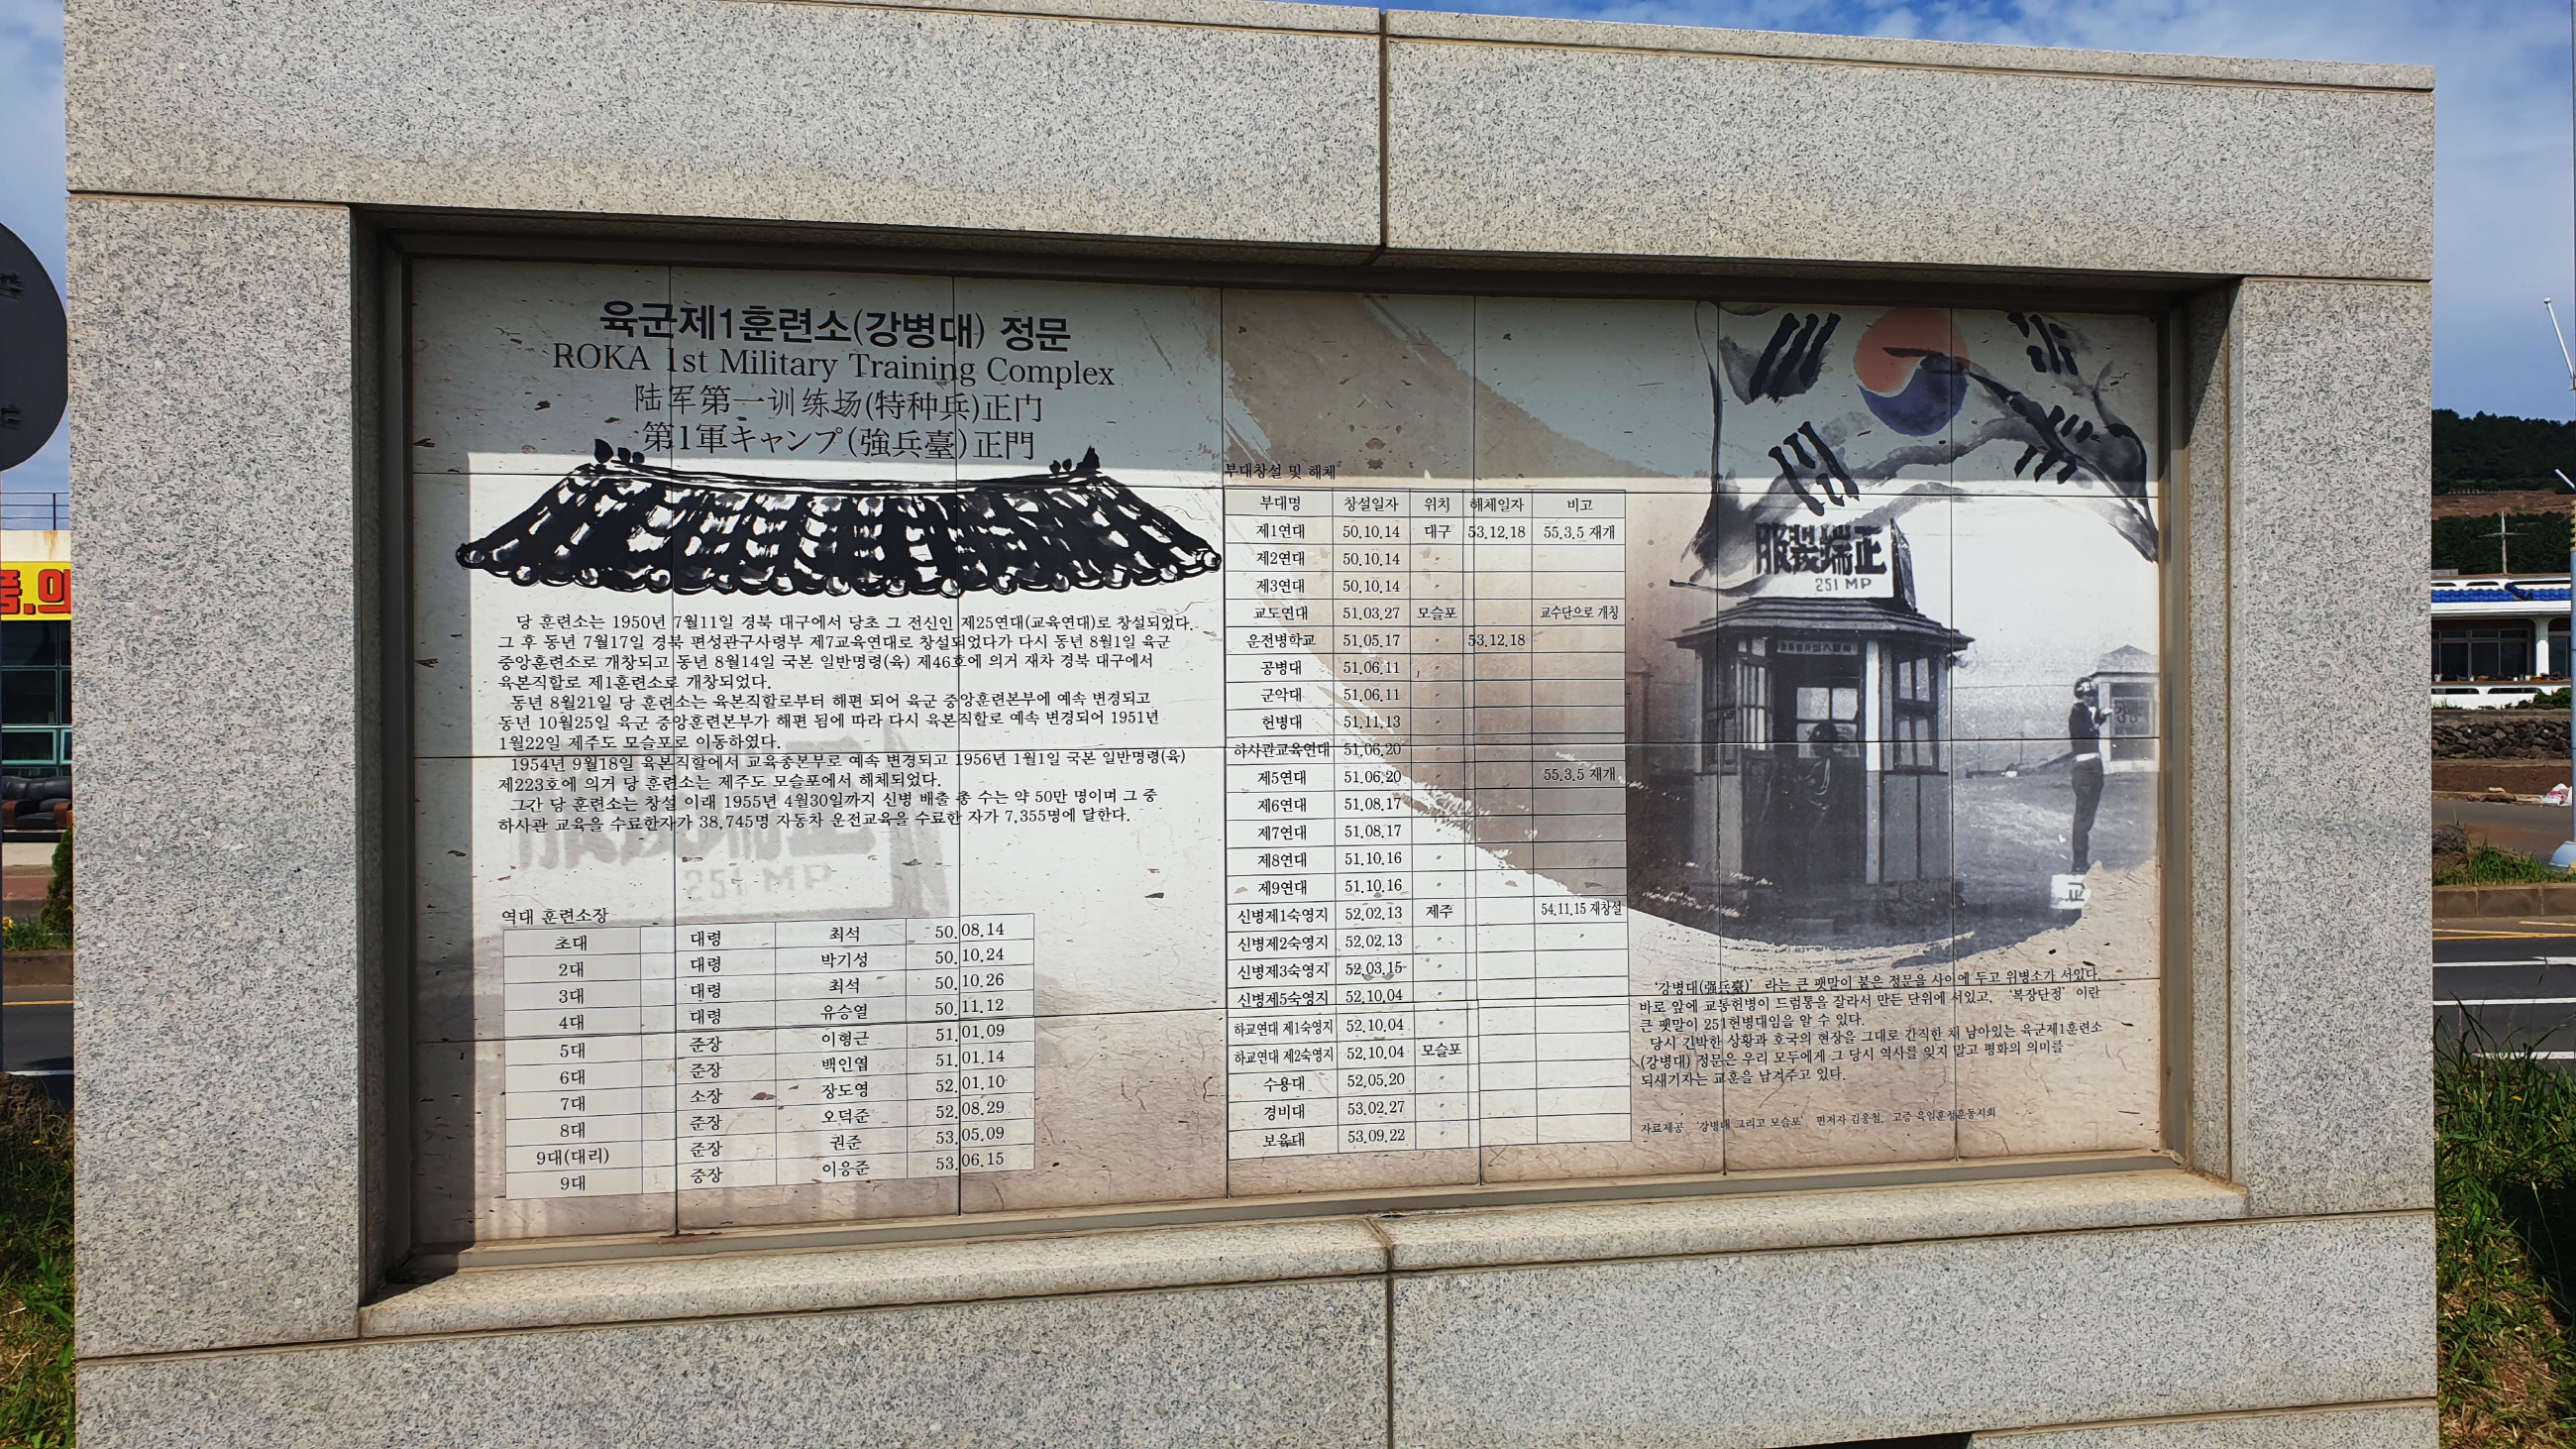 육군제1훈련소(강병대) 정문
ROKA 1st Military Training Complex
陆军第一训练场(特种兵)正门
第1軍キャンプ(強兵臺)正門
당 훈련소는 1950년 7월11일 경북 대구에서 당초 그 전신인 제25연대(교육연대)로 창설되었다.
그 후 동년 7월17일 경북 편성관구사령부 제7교육연대로 창설되었다가 다시 동년 8월1일 육군
중앙훈련소로 개창되고 동년 8월14일 국본 일반명령(육) 제46호에 의거 재차 경북 대구에서
육본직할로 제1훈련소로 개창되었다.
동년 8월21일 당 훈련소는 육본직할로부터 해편 되어 육군 중앙훈련본부에 예속 변경되고
동년 10월25일 육군 중앙훈련본부가 해편 됨에 따라 다시 육본직할로 예속 변경되어 1951년
1월22일 제주도 모슬포로 이동하였다.
1954년 9월18일 육본직할에서 교육총본부로 예속 변경되고 1956년 1월1일 국본 일반명령(육)
제223호에 의거 당 훈련소는 제주도 모슬포에서 해체되었다.
그간 당 훈련소는 창설 이래 1955년 4월30일까지 신병 배출 총 수는 약 50만 명이며 그 중
하사관 교육을 수료한자가 38,745명 자동차 운전교육을 수료한 자가 7,355명에 달한다.
251 MP
역대 훈련소장
초대 대령 최석 50.08.14
2대 대령 박기성 50.10.24
3대 대령 최석 50.10.26
4대 대령 유승열 50.11.12
5대 준장 이형근 51.01.09
6대 준장 백인엽 51.01.14
7대 소장 장도영 52.01.10
8대 준장 오덕준 52.08.29
9대(대리) 준장 권준 53.05.09
9대 중장 이응준 53.06.15
부대창설 및 해체
부대명 창설일자 위치 해체일자 비고
제1연대 50.10.14 대구 53.12.18 55.3.5 재개
제2연대 50.10.14 〃
제3연대 50.10.14 〃
교도연대 51.03.27 모슬포 교수단으로 개칭
운전병학교 51.05.17 〃 53.12.18
공병대 51.06.11 〃
군악대 51.06.11 〃
헌병대 51.11.13 〃
하사관교육연대 51.06.20 〃
제5연대 51.06.20 〃 55.3.5 재개
제6연대 51.08.17 〃
제7연대 51.08.17 〃
제8연대 51.10.16 〃
제9연대 51.10.16 〃
신병제1숙영지 52.02.13 제주 54.11.15 재창설
신병제2숙영지 52.02.13 〃 〃
신병제3숙영지 52.03.15 〃
신병제5숙영지 52.10.04 〃
하교연대 제1숙영지 52.10.04 〃
하교연대 제2숙영지 52.10.04 모슬포
수용대 52.05.20 〃
경비대 53.02.27 〃
보육대 53.09.22 〃
服裝端正
251 MP
'강병대(强兵臺)' 라는 큰 팻말이 붙은 정문을 사이에 두고 위병소가 서있다.
바로 앞에 교통헌병이 드럼통을 잘라서 만든 단위에 서있고, '복장단정' 이란
큰 팻말이 251헌병대임을 알 수 있다.
당시 긴박한 상황과 호국의 현장을 그대로 간직한 채 남아있는 육군제1훈련소
(강병대) 정문은 우리 모두에게 그 당시 역사를 잊지 말고 평화의 의미를
되새기자는 교훈을 남겨주고 있다.
자료제공 '강병대 그리고 모슬포' 편저자 김웅철, 고증